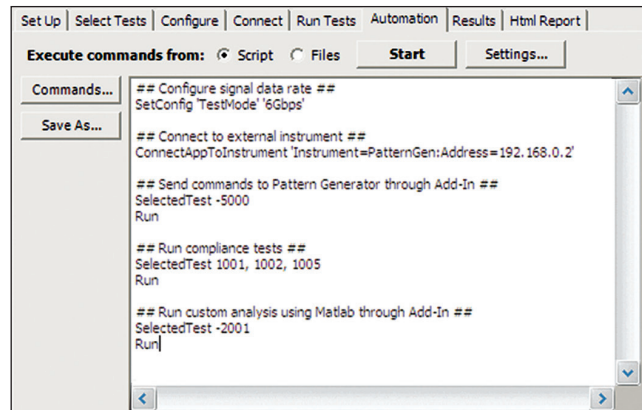 Set Up Select Tests Configure Connect Run Tests Automation Results Html Report
Execute commands from: Script Files Start Settings...
Commands...
Save As...
## Configure signal data rate ##
SetConfig 'TestMode' '6Gbps'
## Connect to external instrument ##
ConnectAppToInstrument 'Instrument=PatternGen:Address=192.168.0.2'
## Send commands to Pattern Generator through Add-In ##
SelectedTest -5000
Run
## Run compliance tests ##
SelectedTest 1001, 1002, 1005
Run
## Run custom analysis using Matlab through Add-In ##
SelectedTest -2001
Run